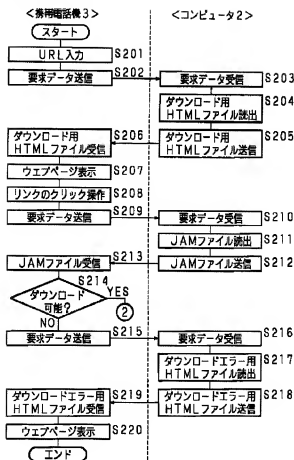 <携帯電話機3>
<コンピュータ2>
スタート
URL入力 S201
要求データ送信 S202
要求データ受信 S203
ダウンロード用
HTMLファイル読出 S204
ダウンロード用
HTMLファイル送信 S205
ダウンロード用
HTMLファイル受信 S206
ウェブページ表示 S207
リンクのクリック操作 S208
要求データ送信 S209
要求データ受信 S210
JAMファイル読出 S211
JAMファイル送信 S212
JAMファイル受信 S213
S214
ダウンロード
可能?
YES
②
NO
要求データ送信 S215
要求データ受信 S216
ダウンロードエラー用
HTMLファイル読出 S217
ダウンロードエラー用
HTMLファイル送信 S218
ダウンロードエラー用
HTMLファイル受信 S219
ウェブページ表示 S220
エンド